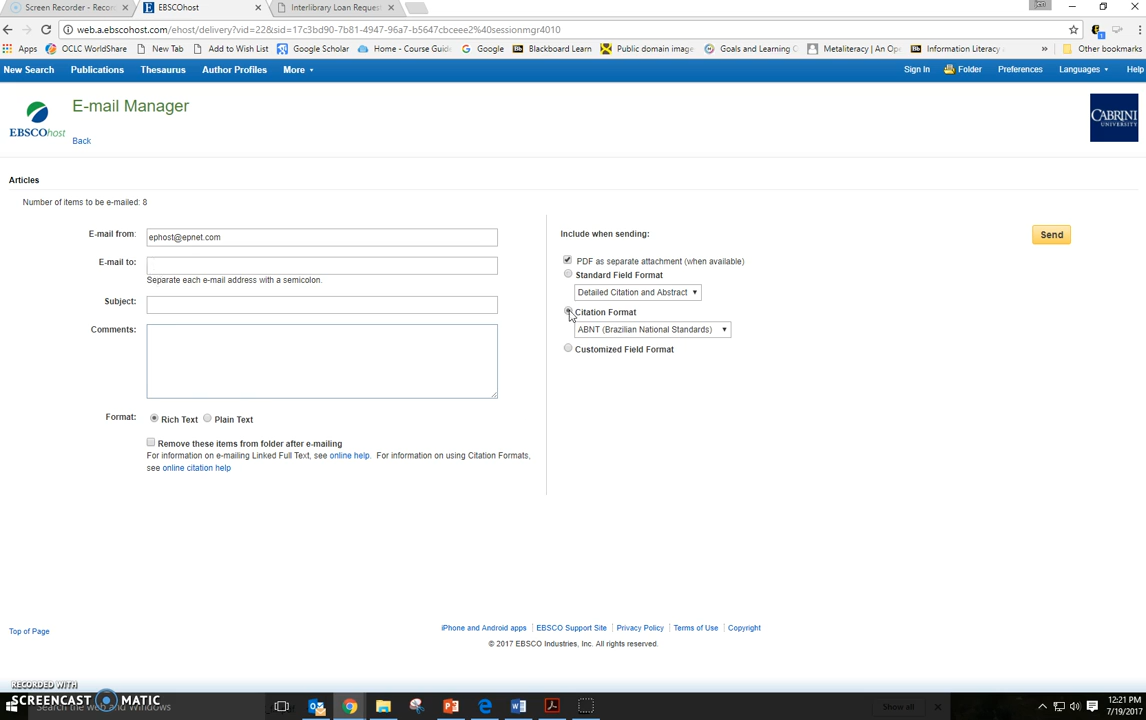 Screen Recorder - Recor
EBSCOhost
Interlibrary Loan Request
Jen
web.a.ebscohost.com/ehost/delivery?vid=22&sid=17c3bd90-7b81-4947-96a7-b5647cbceee2%40sessionmgr4010
Apps
OCLC WorldShare
New Tab
Add to Wish List
Google Scholar
Home - Course Guide
Google
Blackboard Learn
Public domain image
Goals and Learning
Metaliteracy | An Op
Information Literacy
»
Other bookmarks
New Search
Publications
Thesaurus
Author Profiles
More
Sign In
Folder
Preferences
Languages
Help
E-mail Manager
EBSCOhost
Back
CABRINI
UNIVERSITY
Articles
Number of items to be e-mailed: 8
E-mail from:
ephost@epnet.com
E-mail to:
Separate each e-mail address with a semicolon.
Subject:
Comments:
Format:
Rich Text
Plain Text
Remove these items from folder after e-mailing
For information on e-mailing Linked Full Text, see online help. For information on using Citation Formats,
see online citation help
Include when sending:
Send
PDF as separate attachment (when available)
Standard Field Format
Detailed Citation and Abstract
Citation Format
ABNT (Brazilian National Standards)
Customized Field Format
Top of Page
iPhone and Android apps
EBSCO Support Site
Privacy Policy
Terms of Use
Copyright
© 2017 EBSCO Industries, Inc. All rights reserved.
RECORDED WITH
SCREENCAST MATIC
Search the web and Windows
Show all
12:21 PM
7/19/2017